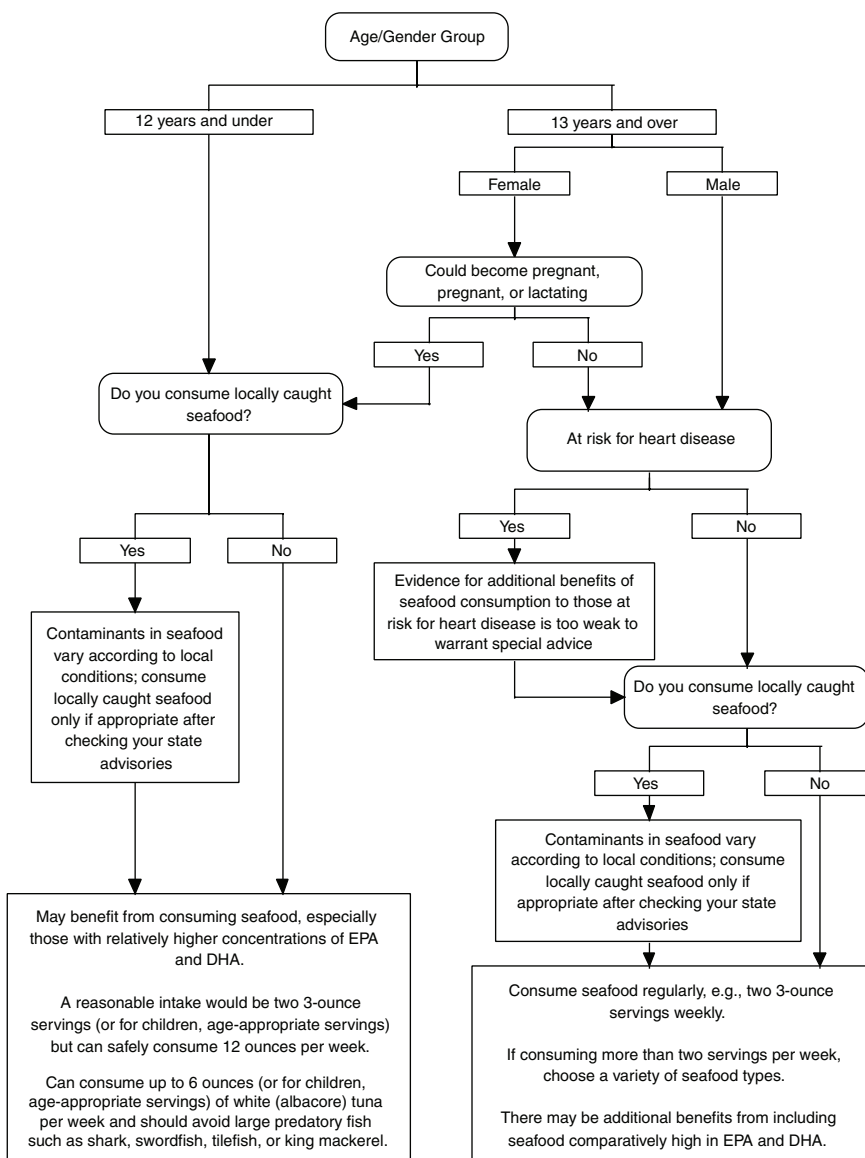 Age/Gender Group
12 years and under
13 years and over
Female
Male
Could become pregnant,
pregnant, or lactating
Yes
No
Do you consume locally caught
seafood?
At risk for heart disease
Yes
No
Yes
No
Evidence for additional benefits of
seafood consumption to those at
risk for heart disease is too weak to
warrant special advice
Contaminants in seafood
vary according to local
conditions; consume
locally caught seafood
only if appropriate after
checking your state
advisories
Do you consume locally caught
seafood?
Yes
No
Contaminants in seafood vary
according to local conditions; consume
locally caught seafood only if
appropriate after checking your state
advisories
May benefit from consuming seafood, especially
those with relatively higher concentrations of EPA
and DHA.
A reasonable intake would be two 3-ounce
servings (or for children, age-appropriate servings)
but can safely consume 12 ounces per week.
Can consume up to 6 ounces (or for children,
age-appropriate servings) of white (albacore) tuna
per week and should avoid large predatory fish
such as shark, swordfish, tilefish, or king mackerel.
Consume seafood regularly, e.g., two 3-ounce
servings weekly.
If consuming more than two servings per week,
choose a variety of seafood types.
There may be additional benefits from including
seafood comparatively high in EPA and DHA.